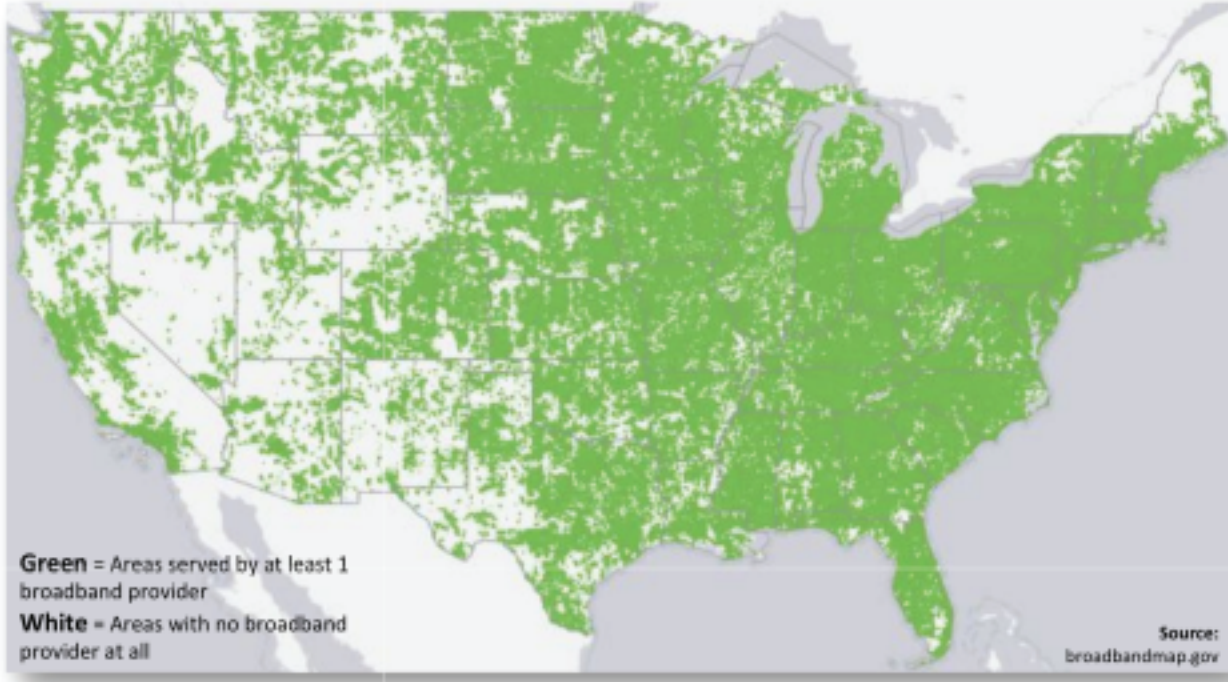 Green = Areas served by at least 1
broadband provider
White = Areas with no broadband
provider at all
Source:
broadbandmap.gov